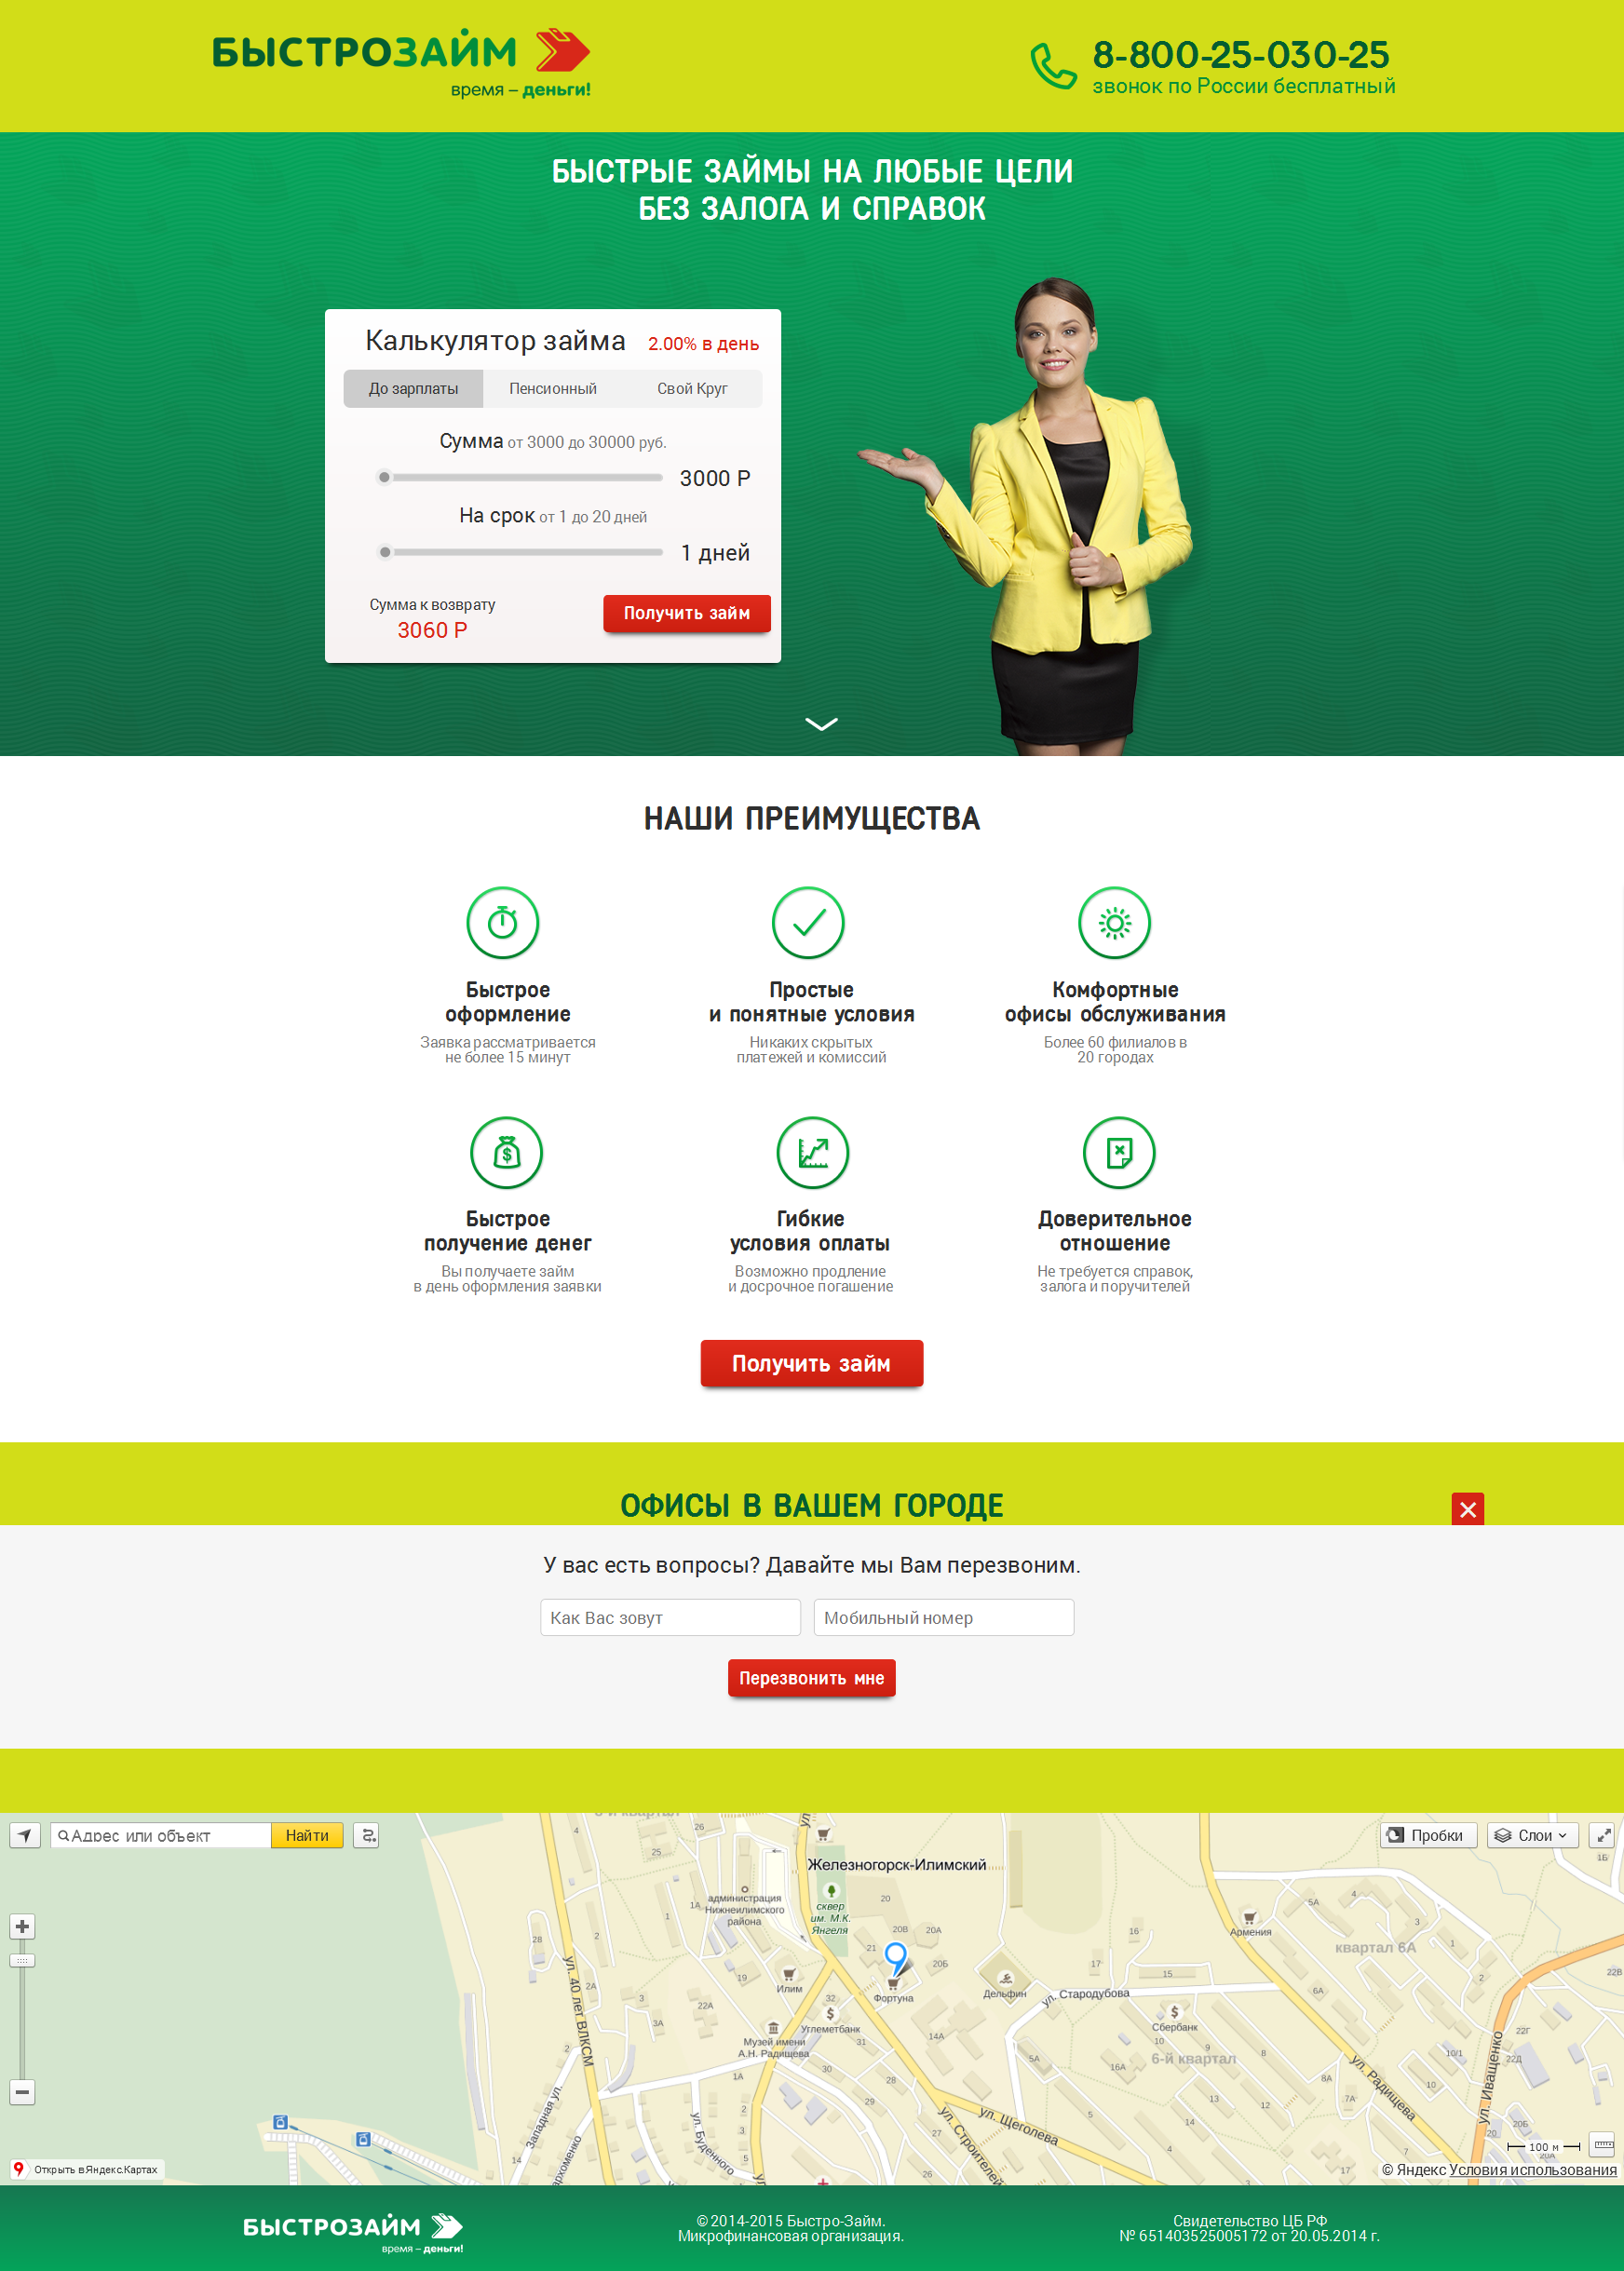 БЫСТРОЗАЙМ
время – деньги!
8-800-25-030-25
звонок по России бесплатный
БЫСТРЫЕ ЗАЙМЫ НА ЛЮБЫЕ ЦЕЛИ
БЕЗ ЗАЛОГА И СПРАВОК
Калькулятор займа 2.00% в день
До зарплаты Пенсионный Свой Круг
Сумма от 3000 до 30000 руб.
3000 Р
На срок от 1 до 20 дней
1 дней
Сумма к возврату
3060 Р
Получить займ
НАШИ ПРЕИМУЩЕСТВА
Быстрое
оформление
Заявка рассматривается
не более 15 минут
Простые
и понятные условия
Никаких скрытых
платежей и комиссий
Комфортные
офисы обслуживания
Более 60 филиалов в
20 городах
Быстрое
получение денег
Вы получаете займ
в день оформления заявки
Гибкие
условия оплаты
Возможно продление
и досрочное погашение
Доверительное
отношение
Не требуется справок,
залога и поручителей
Получить займ
ОФИСЫ В ВАШЕМ ГОРОДЕ
У вас есть вопросы? Давайте мы Вам перезвоним.
Как Вас зовут
Мобильный номер
Перезвонить мне
Адрес или объект
Найти
Пробки
Слои
Железногорск-Илимский
администрация
Нижнеилимского
района
сквер
им. М.К.
Янгеля
Армения
квартал 6А
Илим
Фортуна
Дельфин
ул. Стародубова
Углеметбанк
Сбербанк
Музей имени
А.Н. Радищева
6-й квартал
ул. 40 лет ВЛКСМ
ул. Радищева
ул. Иващенко
Западная ул.
ул. Буденного
ул. Строителей
ул. Щеголева
100 м
Открыть в Яндекс.Картах
© Яндекс Условия использования
БЫСТРОЗАЙМ
время – деньги!
© 2014-2015 Быстро-Займ.
Микрофинансовая организация.
Свидетельство ЦБ РФ
№ 651403525005172 от 20.05.2014 г.